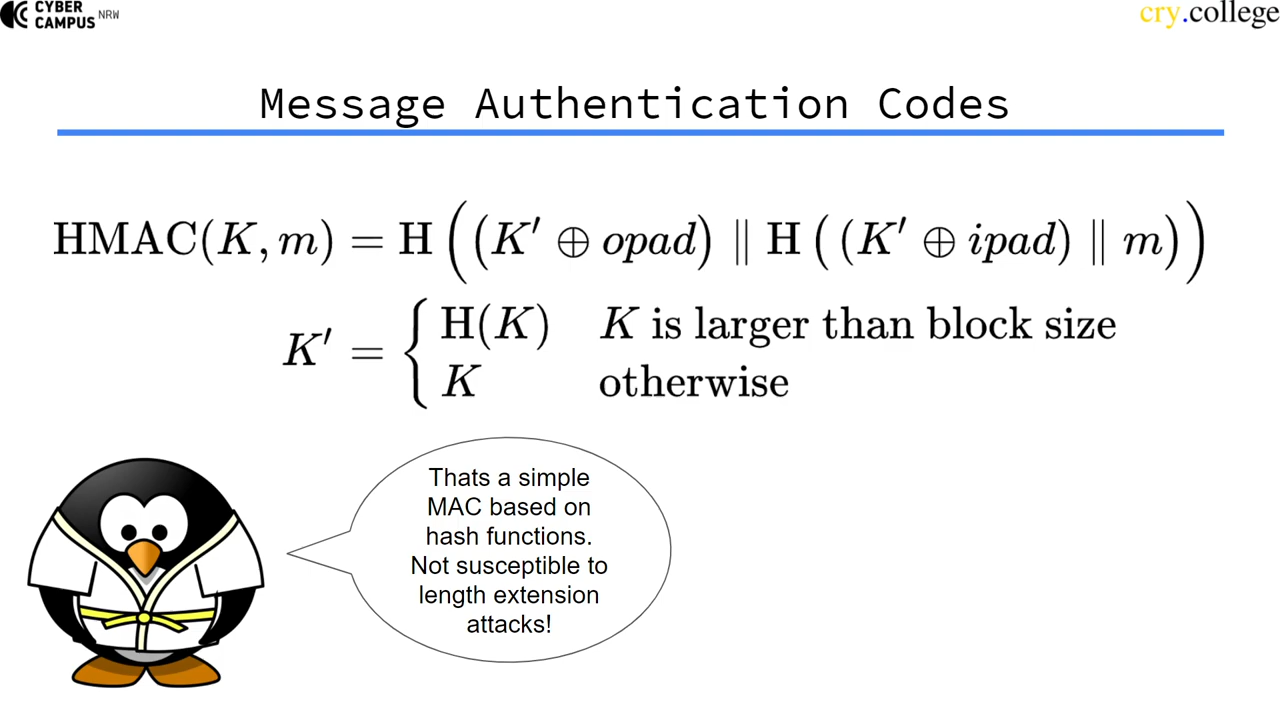 CYBER
CAMPUS NRW
cry.college
Message Authentication Codes
HMAC(K, m) = H((K′ ⊕ opad) ∥ H((K′ ⊕ ipad) ∥ m))
K′ = { H(K) K is larger than block size
K otherwise
Thats a simple
MAC based on
hash functions.
Not susceptible to
length extension
attacks!